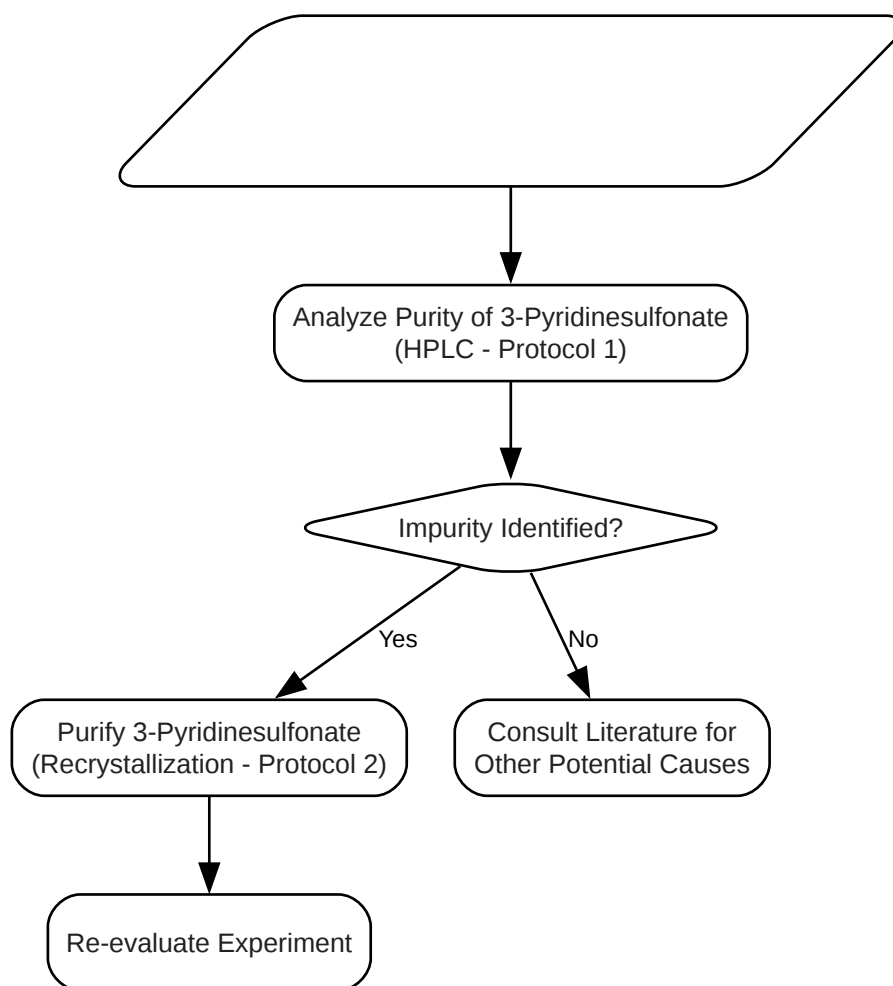 Analyze Purity of 3-Pyridinesulfonate
(HPLC - Protocol 1)
Impurity Identified?
Yes
No
Purify 3-Pyridinesulfonate
(Recrystallization - Protocol 2)
Consult Literature for
Other Potential Causes
Re-evaluate Experiment